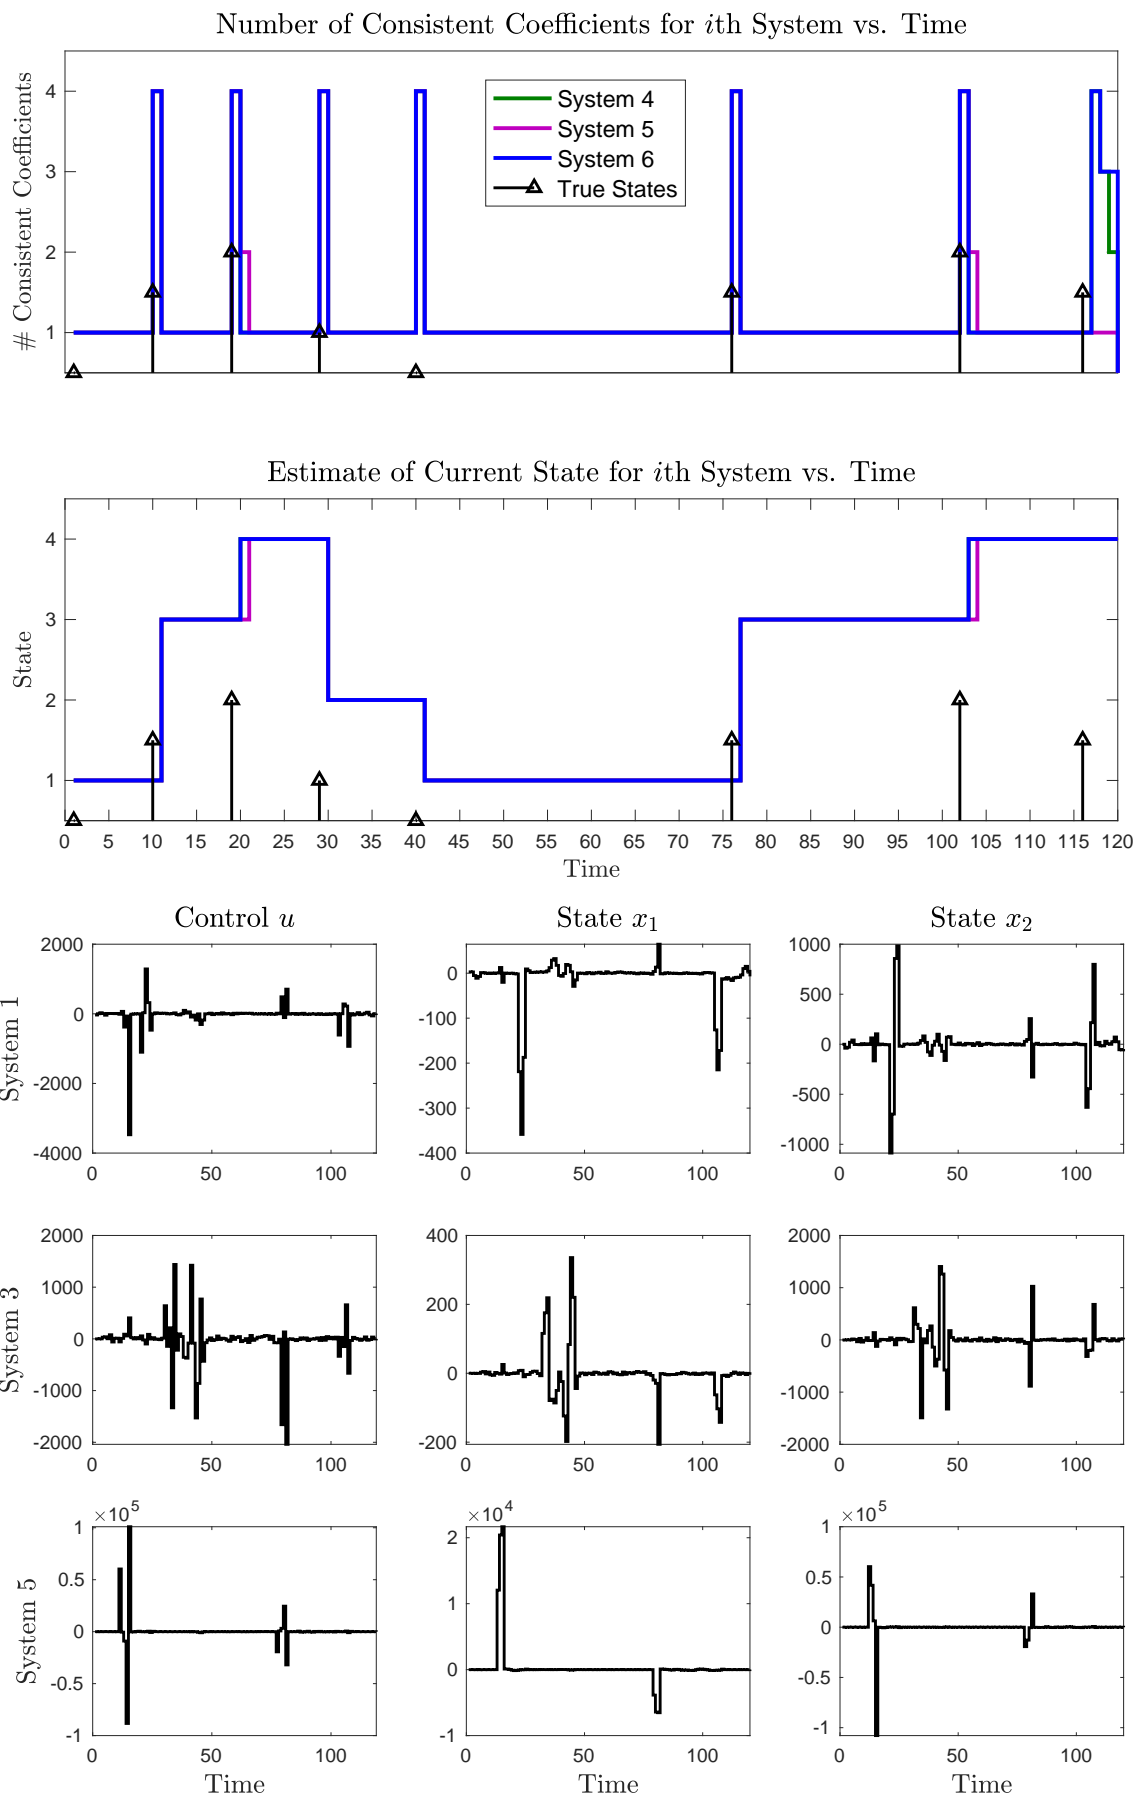 Number of Consistent Coefficients for ith System vs. Time
# Consistent Coefficients
4
3
2
1
System 4
System 5
System 6
True States
Estimate of Current State for ith System vs. Time
State
4
3
2
1
0 5 10 15 20 25 30 35 40 45 50 55 60 65 70 75 80 85 90 95 100 105 110 115 120
Time
Control u
State x1
State x2
System 1
2000
0
-2000
-4000
0 50 100
0
-100
-200
-300
-400
0 50 100
1000
500
0
-500
-1000
0 50 100
System 3
2000
1000
0
-1000
-2000
0 50 100
400
200
0
-200
0 50 100
2000
1000
0
-1000
-2000
0 50 100
System 5
×10^5
1
0.5
0
-0.5
-1
0 50 100
Time
×10^4
2
1
0
-1
0 50 100
Time
×10^5
1
0.5
0
-0.5
-1
0 50 100
Time